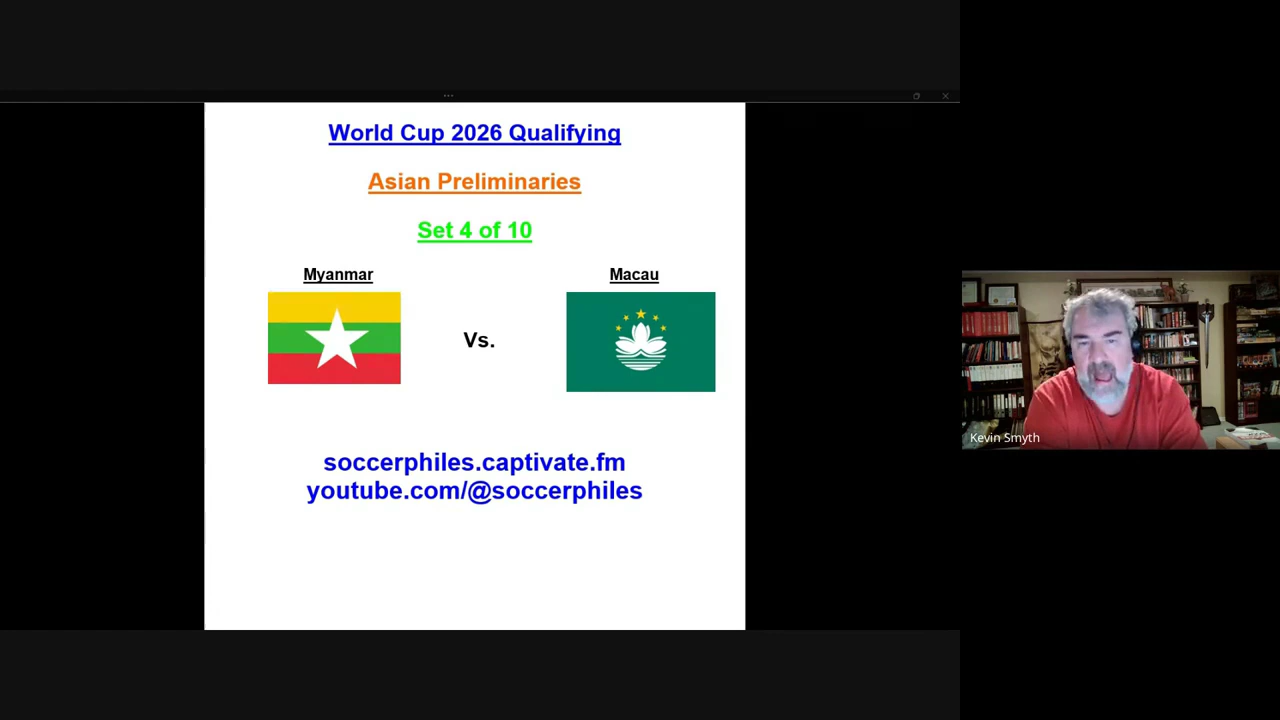 World Cup 2026 Qualifying
Asian Preliminaries
Set 4 of 10
Myanmar
Macau
Vs.
soccerphiles.captivate.fm
youtube.com/@soccerphiles
Kevin Smyth